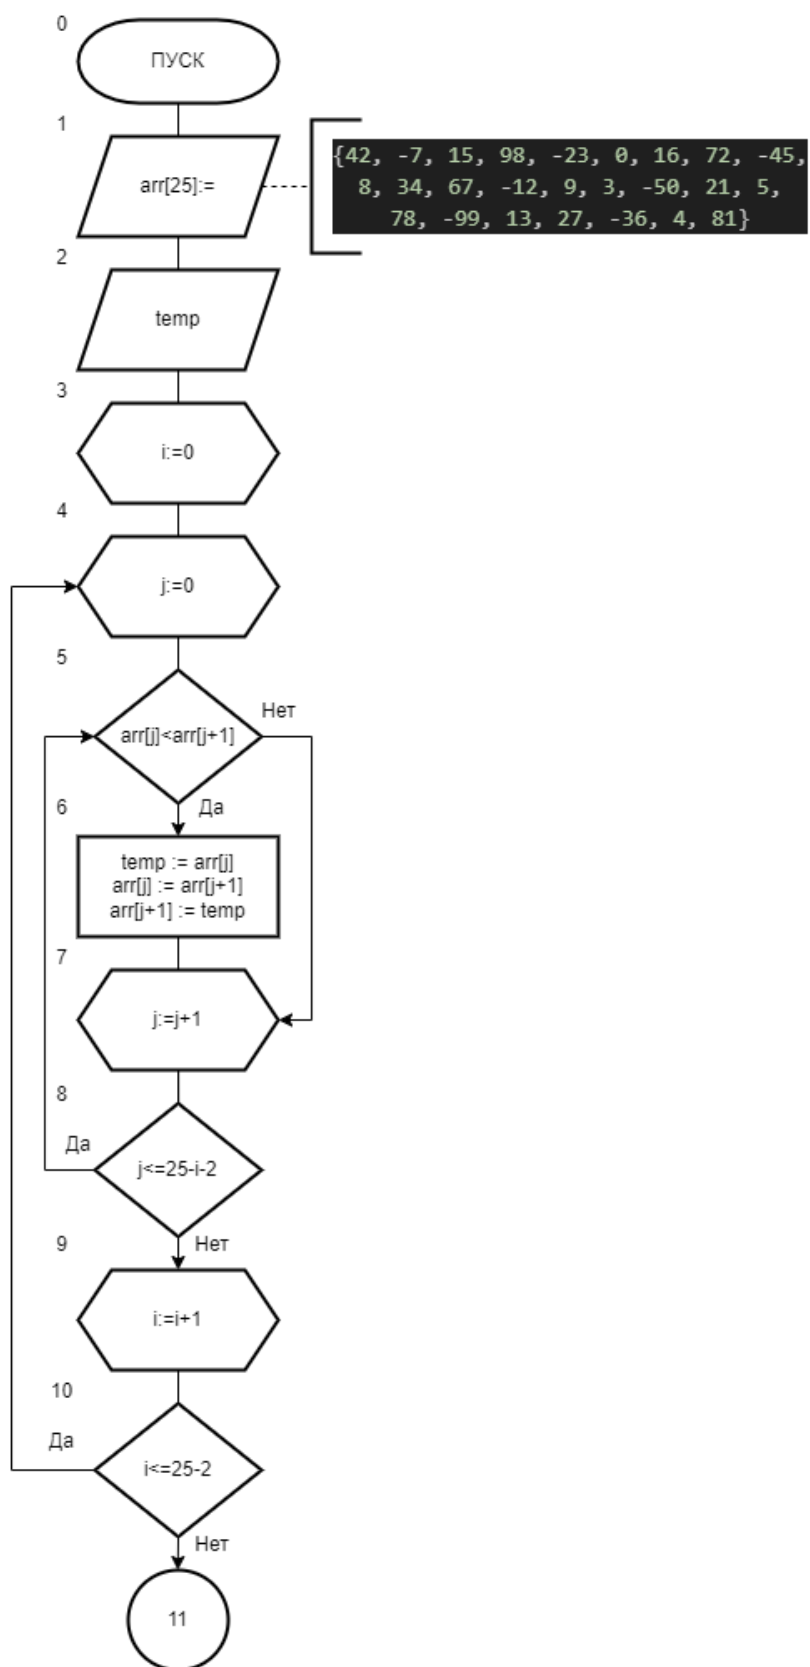 0
ПУСК
1
arr[25]:=
{42, -7, 15, 98, -23, 0, 16, 72, -45,
8, 34, 67, -12, 9, 3, -50, 21, 5,
78, -99, 13, 27, -36, 4, 81}
2
temp
3
i:=0
4
j:=0
5
arr[j]<arr[j+1]
Нет
6
Да
temp := arr[j]
arr[j] := arr[j+1]
arr[j+1] := temp
7
j:=j+1
8
Да
j<=25-i-2
9
Нет
i:=i+1
10
Да
i<=25-2
Нет
11